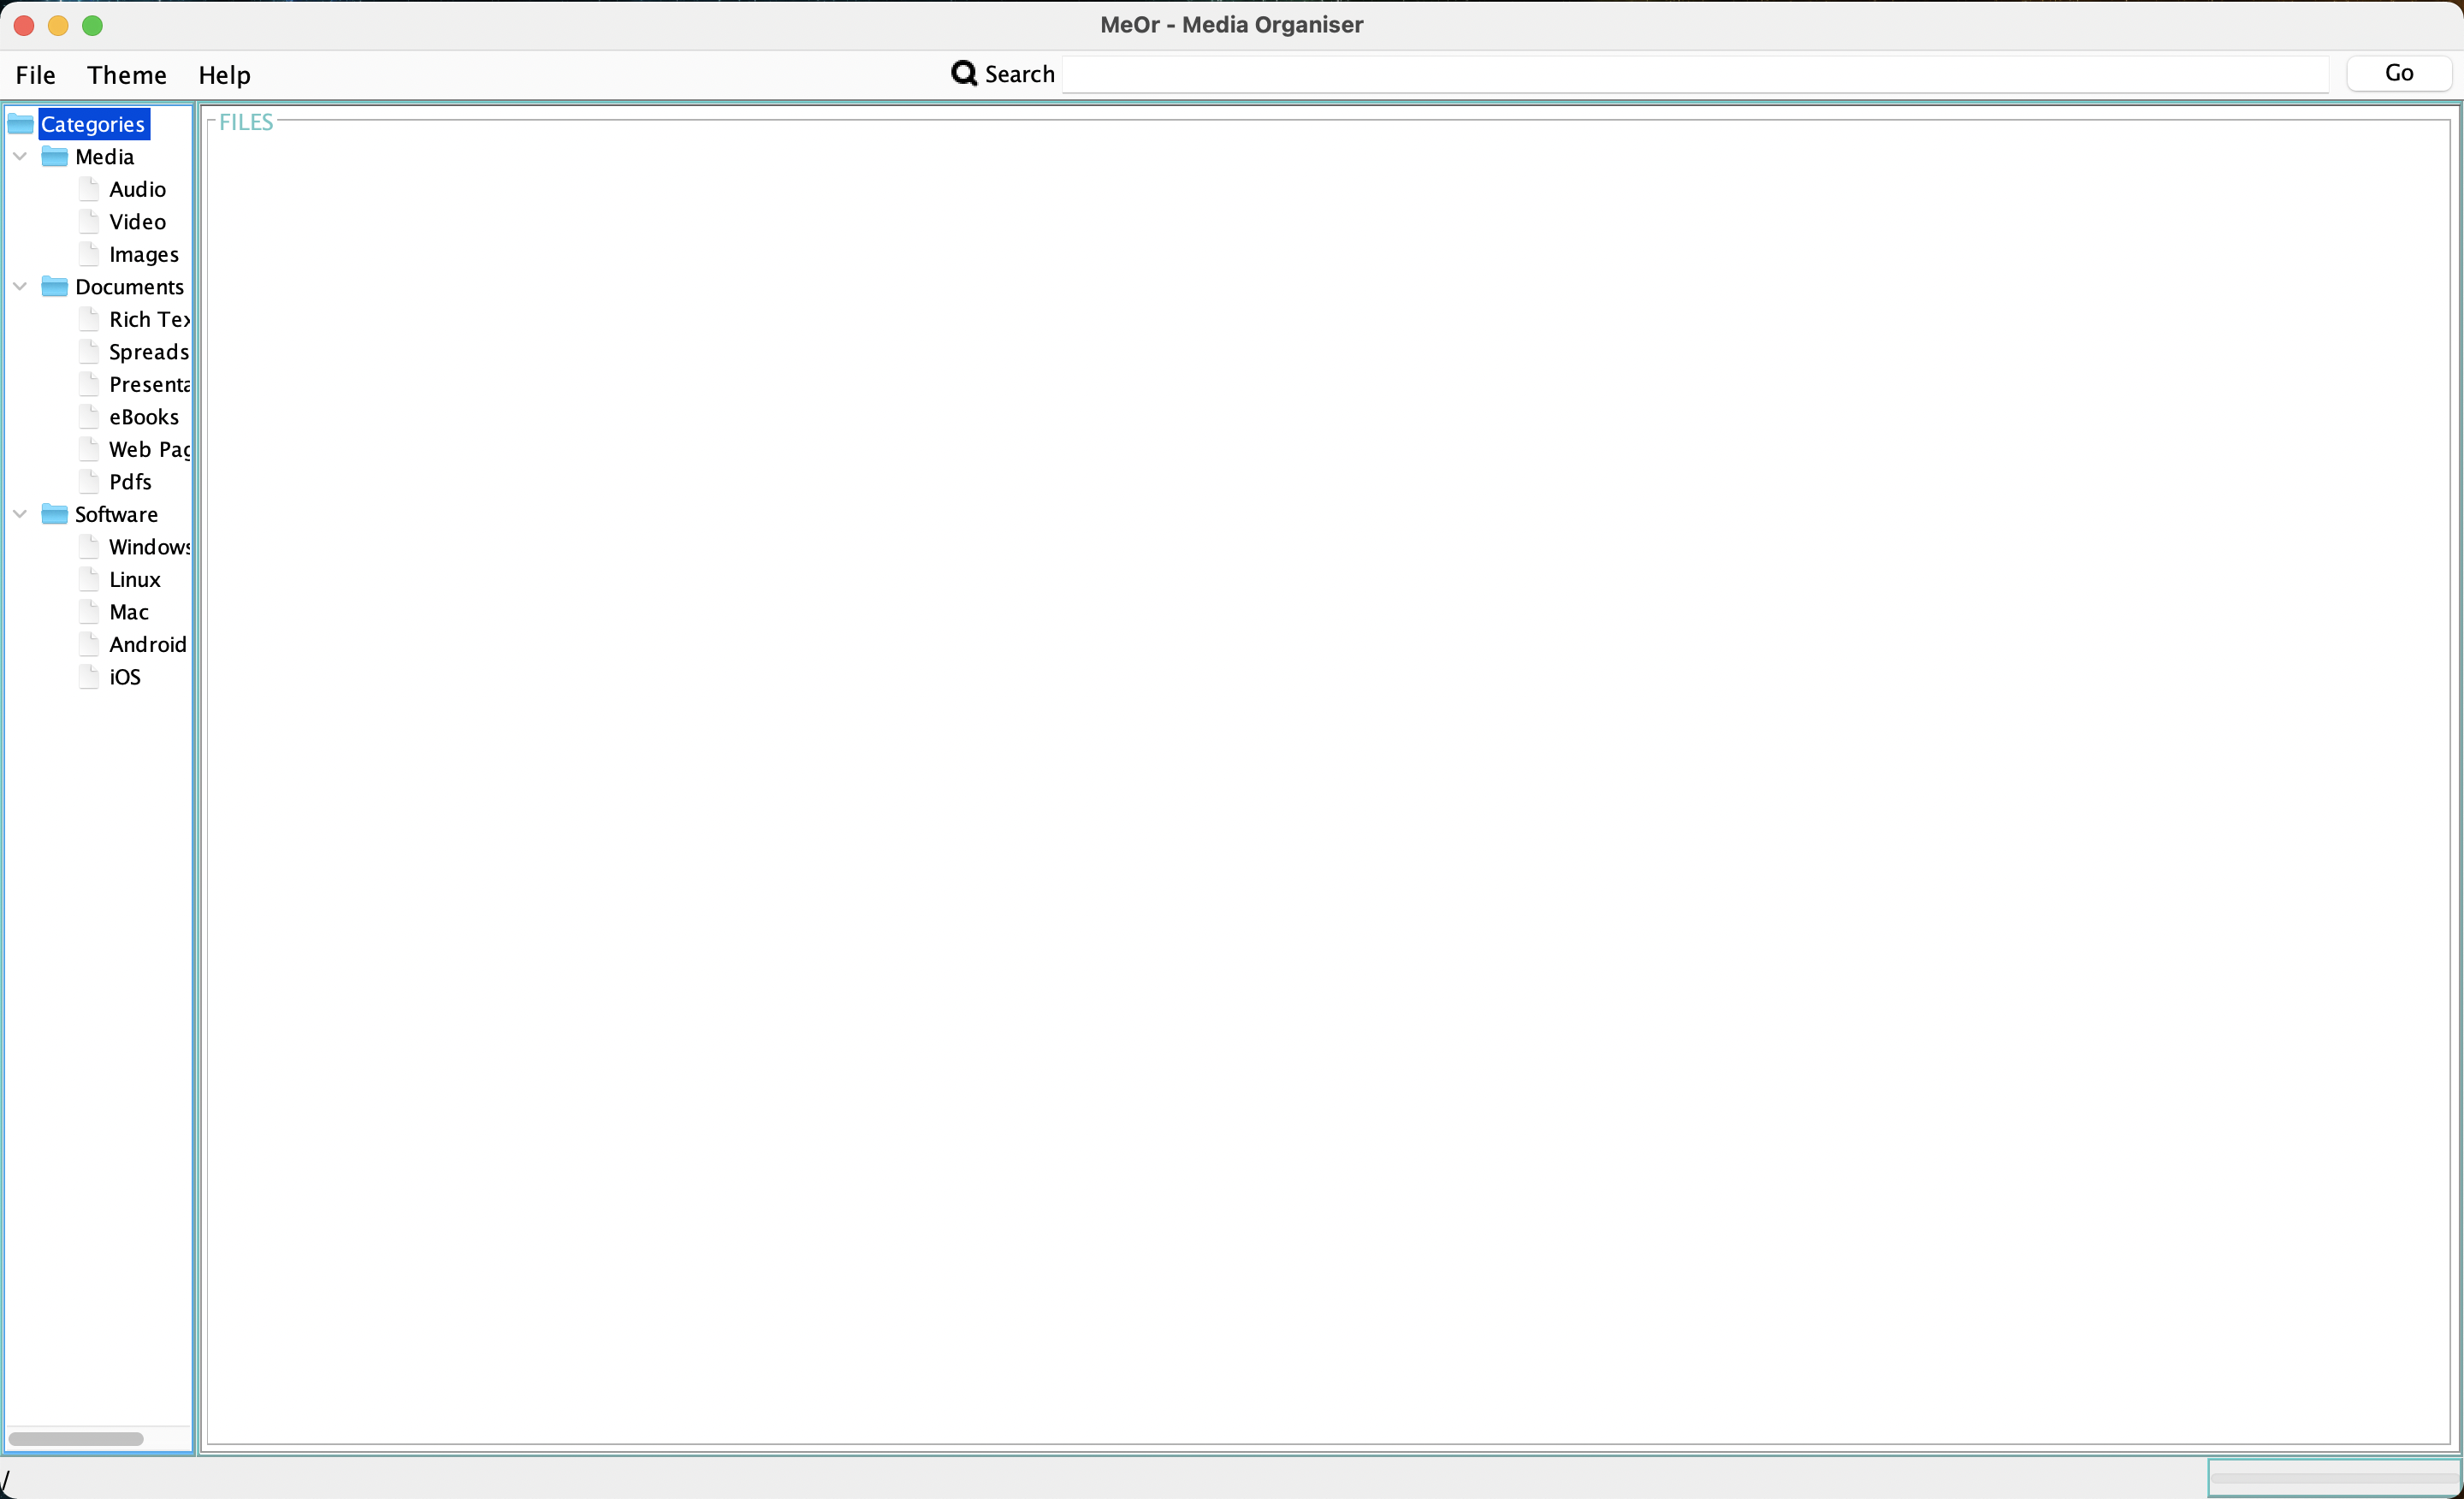 MeOr - Media Organiser
File Theme Help Search Go
Categories
FILES
Media
Audio
Video
Images
Documents
Rich Tex
Spreads
Presenta
eBooks
Web Pag
Pdfs
Software
Windows
Linux
Mac
Android
iOS
/